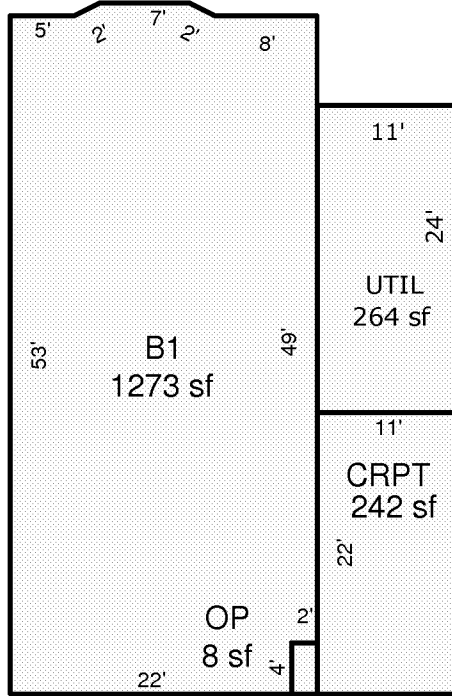 5' 2' 7' 2' 8'
11'
24'
UTIL
264 sf
B1
1273 sf
53'
49'
11'
CRPT
242 sf
22'
OP
8 sf
2'
4'
22'